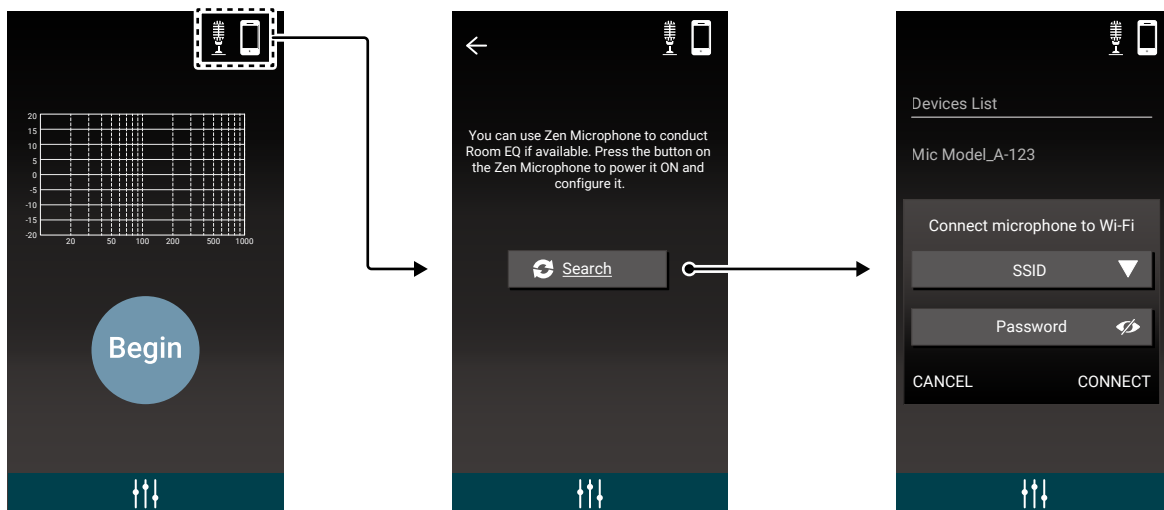 20
15
10
5
0
-5
-10
-15
-20
20 50 100 200 500 1000
Begin
You can use Zen Microphone to conduct
Room EQ if available. Press the button on
the Zen Microphone to power it ON and
configure it.
Search
Devices List
Mic Model_A-123
Connect microphone to Wi-Fi
SSID
Password
CANCEL CONNECT